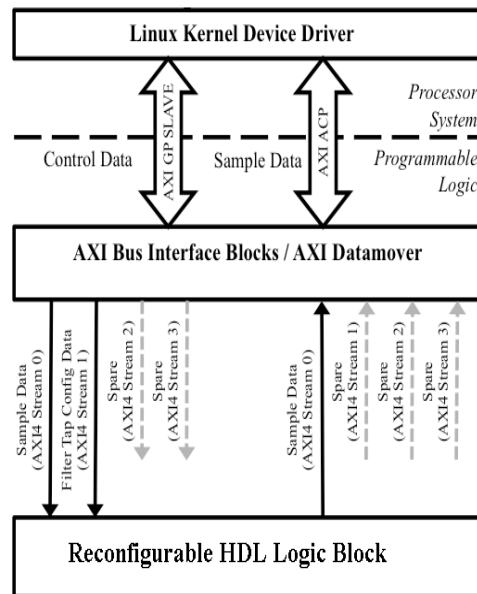 Linux Kernel Device Driver
AXI GP SLAVE
AXI ACP
Processor
System
Control Data
Sample Data
Programmable
Logic
AXI Bus Interface Blocks / AXI Datamover
Sample Data
(AXI4 Stream 0)
Filter Tap Config Data
(AXI4 Stream 1)
Spare
(AXI4 Stream 2)
Spare
(AXI4 Stream 3)
Sample Data
(AXI4 Stream 0)
Spare
(AXI4 Stream 1)
Spare
(AXI4 Stream 2)
Spare
(AXI4 Stream 3)
Reconfigurable HDL Logic Block